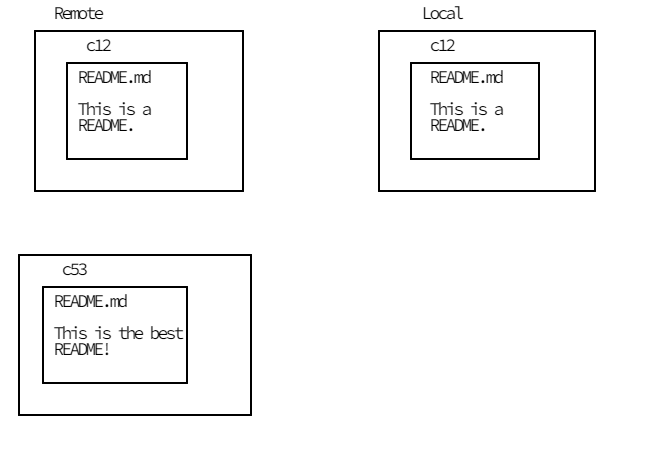 Remote
c12
README.md
This is a
README.
Local
c12
README.md
This is a
README.
c53
README.md
This is the best
README!